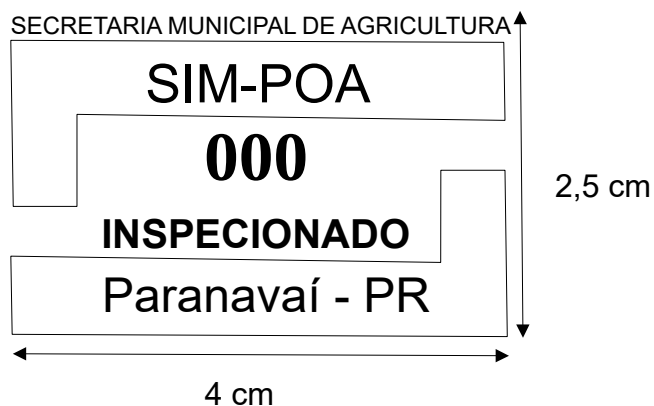 SECRETARIA MUNICIPAL DE AGRICULTURA
SIM-POA
000
2,5 cm
INSPECIONADO
Paranavaí - PR
4 cm